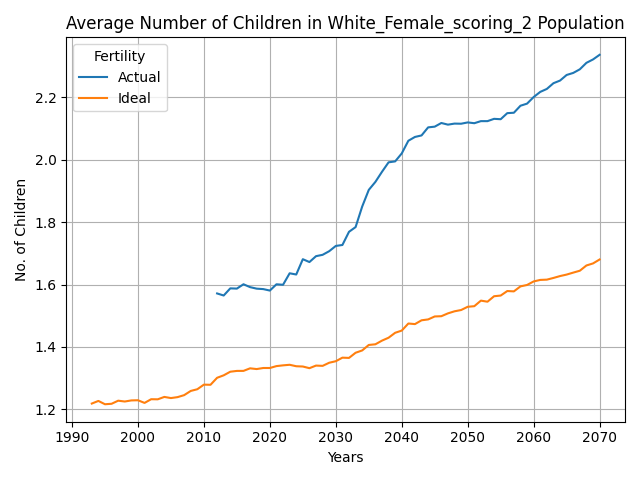 Average Number of Children in White_Female_scoring_2 Population
Fertility
Actual
Ideal
No. of Children
2.2
2.0
1.8
1.6
1.4
1.2
1990 2000 2010 2020 2030 2040 2050 2060 2070
Years